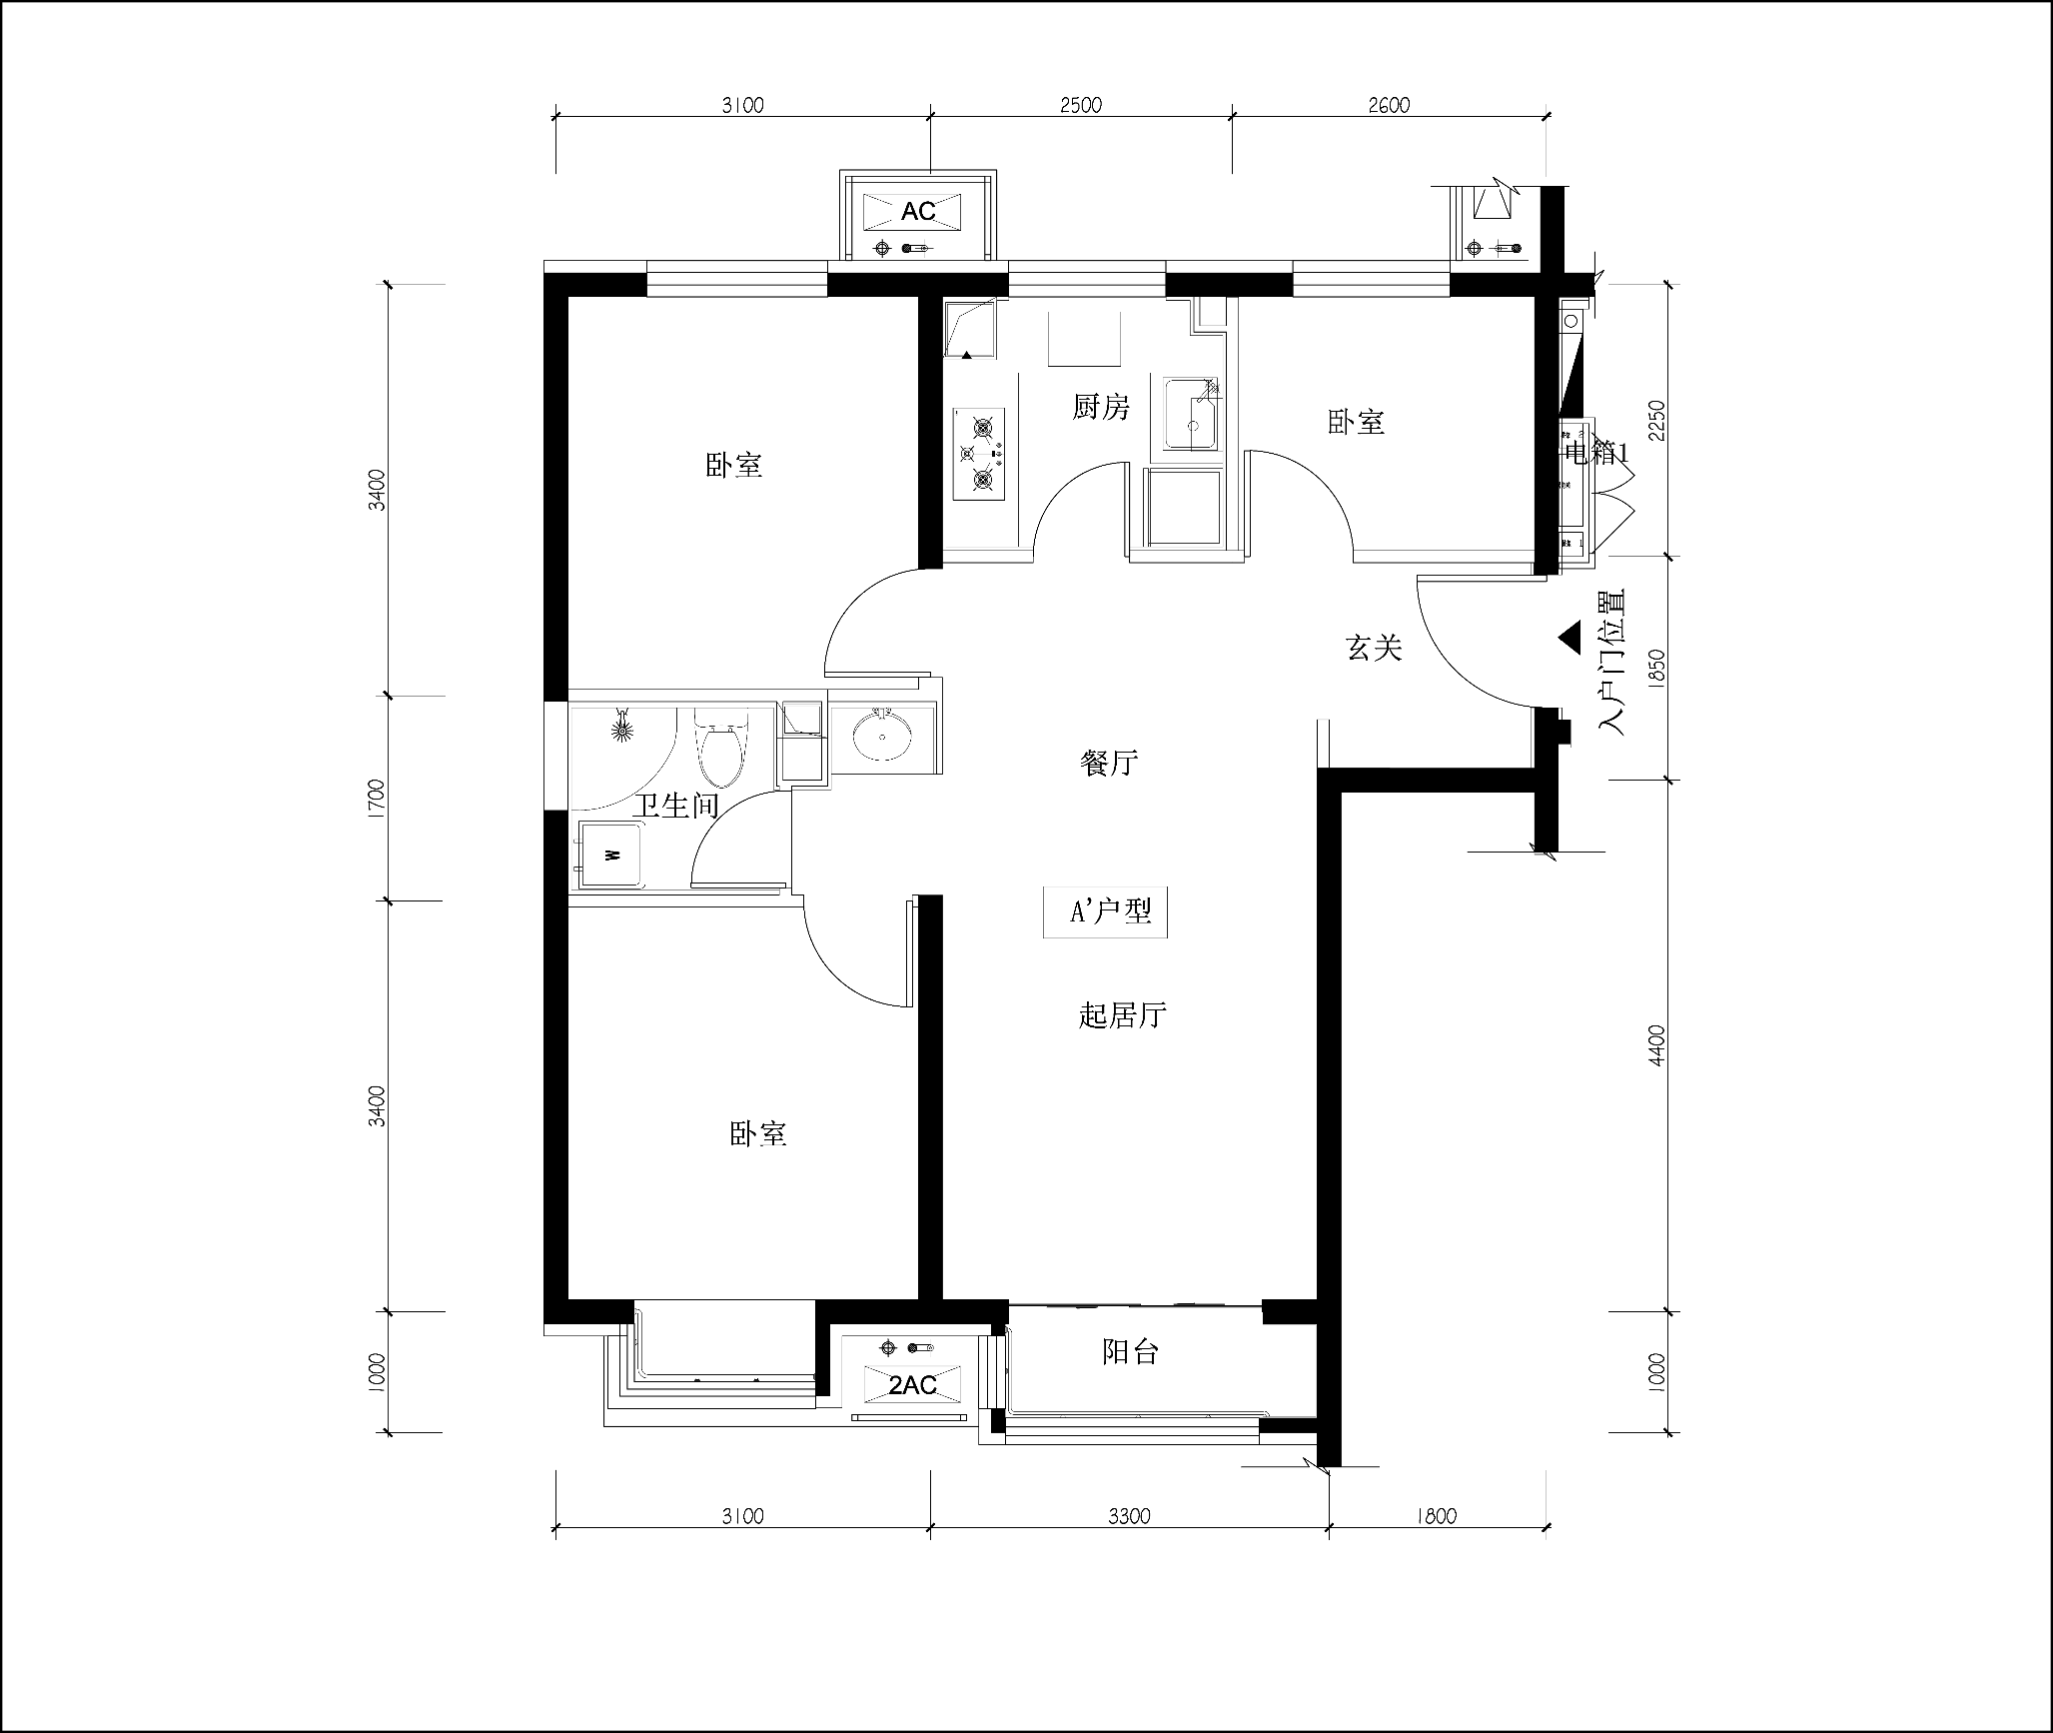 3100
2500
2600
AC
厨房
卧室
卧室
电箱1
3400
2250
玄关
入户门位置
1850
餐厅
卫生间
W
1700
A'户型
起居厅
卧室
3400
4400
阳台
2AC
1000
1000
3100
3300
1800